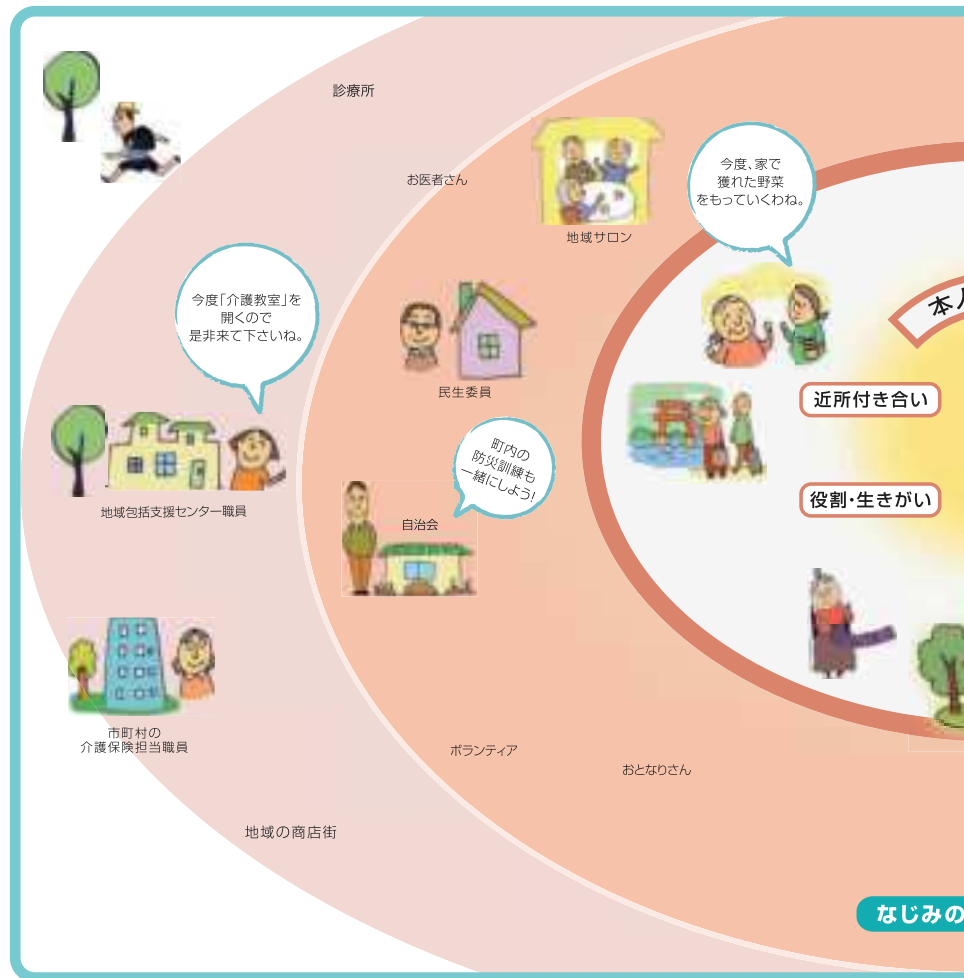 診療所
お医者さん
地域サロン
今度、家で
獲れた野菜
をもっていくわね。
今度「介護教室」を
開くので
是非来て下さいね。
民生委員
本人
近所付き合い
町内の
防災訓練も
一緒にしよう!
役割・生きがい
地域包括支援センター職員
自治会
市町村の
介護保険担当職員
ボランティア
おとなりさん
地域の商店街
なじみの